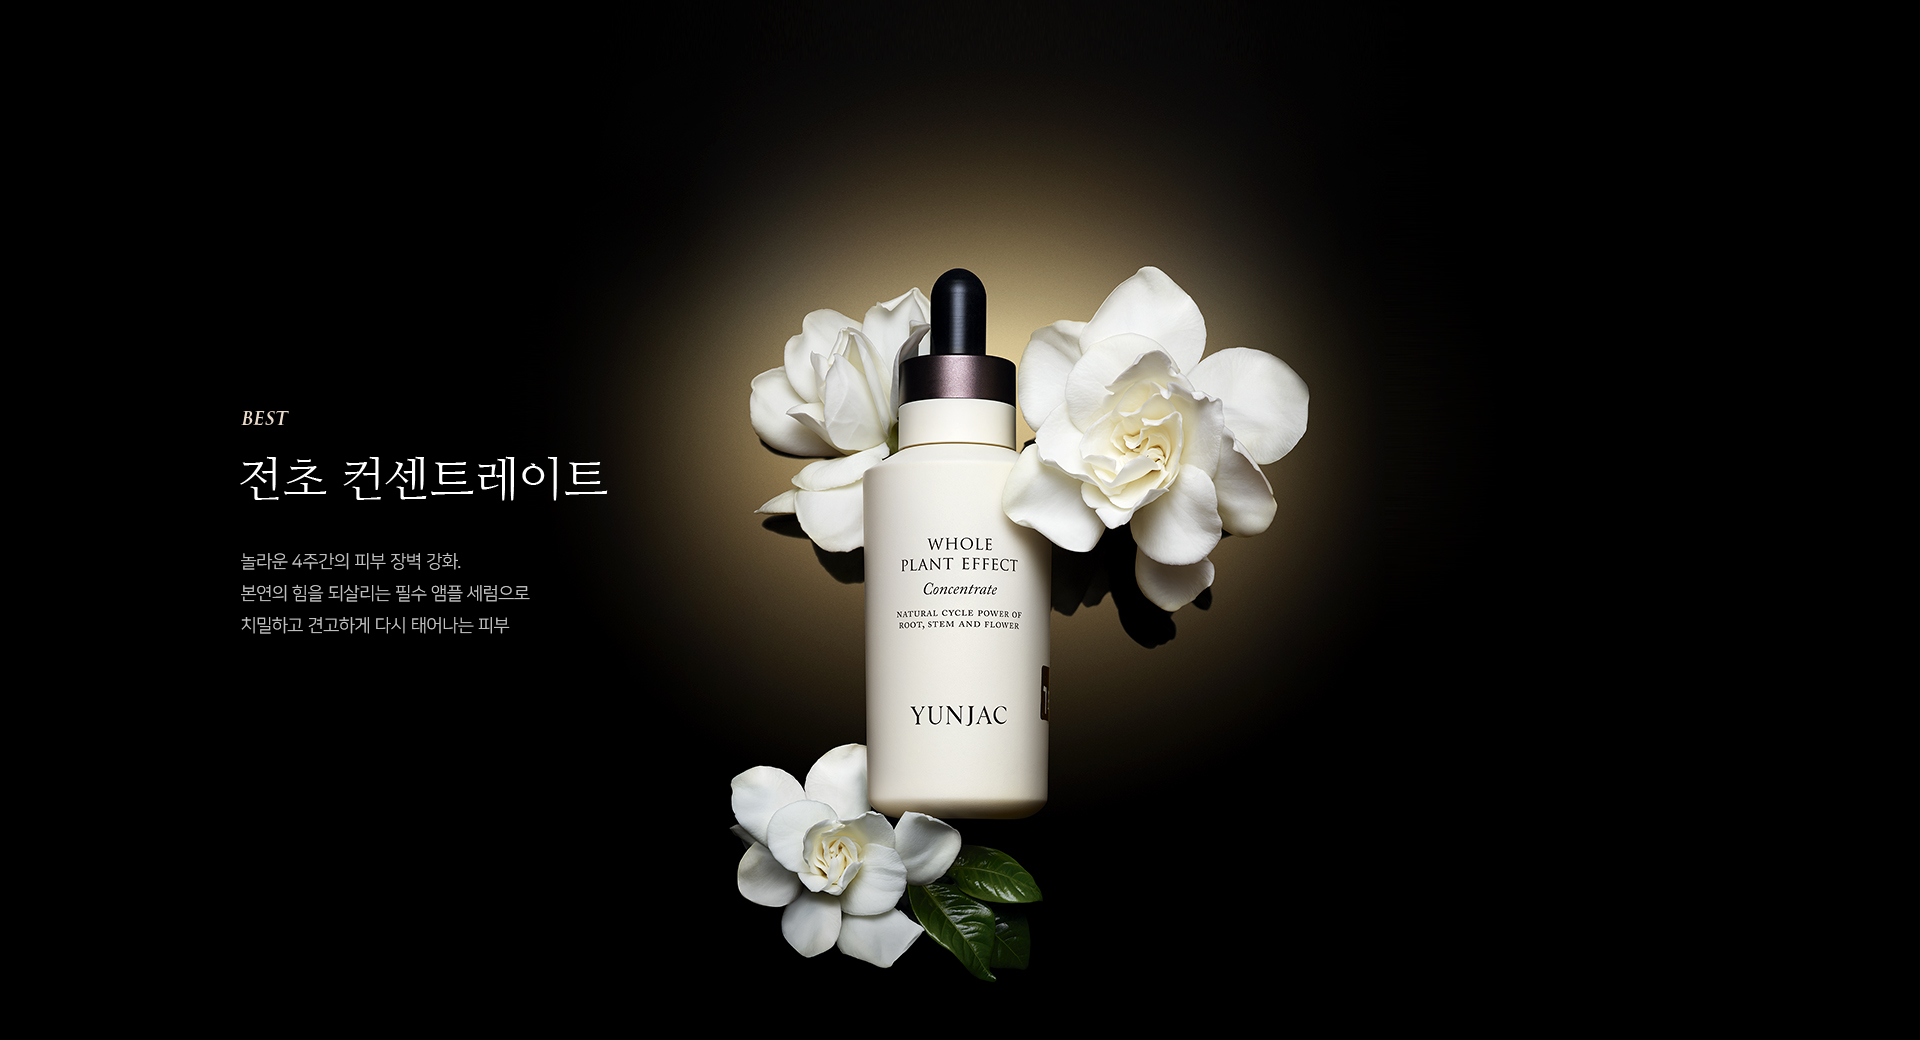 BEST
전초 컨센트레이트
놀라운 4주간의 피부 장벽 강화.
본연의 힘을 되살리는 필수 앰플 세럼으로
치밀하고 견고하게 다시 태어나는 피부
WHOLE
PLANT EFFECT
Concentrate
NATURAL CYCLE POWER OF
ROOT, STEM AND FLOWER
YUNJAC